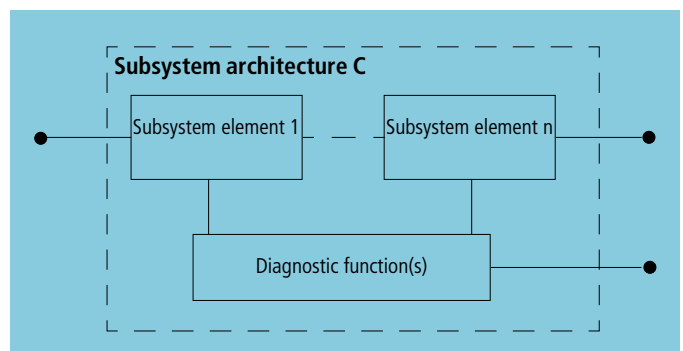 Subsystem architecture C
Subsystem element 1
Subsystem element n
Diagnostic function(s)